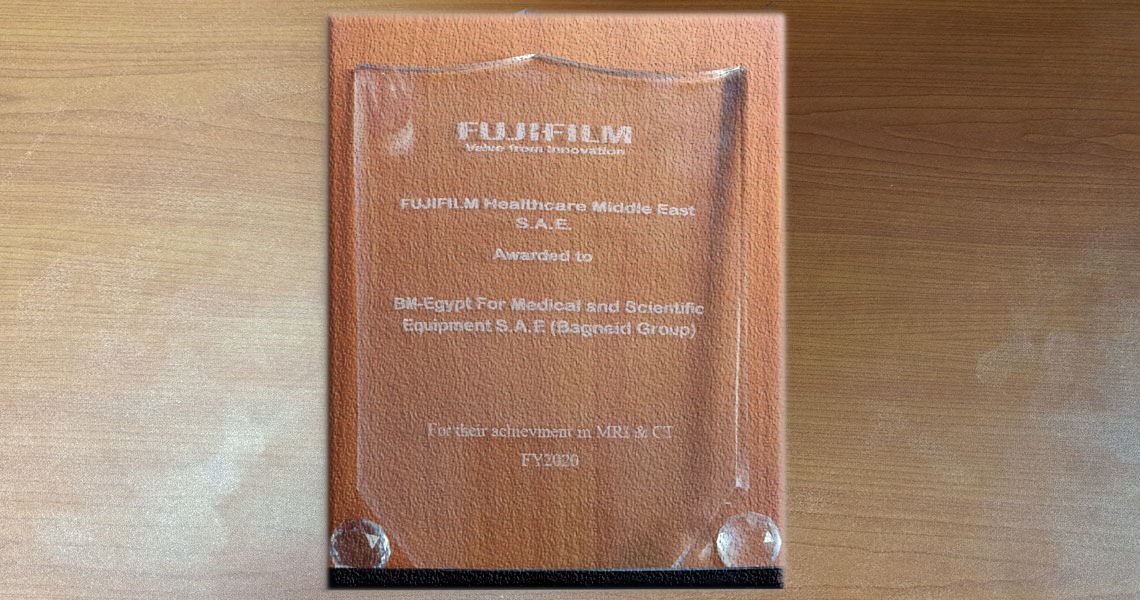 FUJIFILM
Value from Innovation
FUJIFILM Healthcare Middle East
S.A.E.
Awarded to
BM-Egypt For Medical and Scientific
Equipment S.A.E (Bagneid Group)
For their achievment in MRI & CT
FY2020